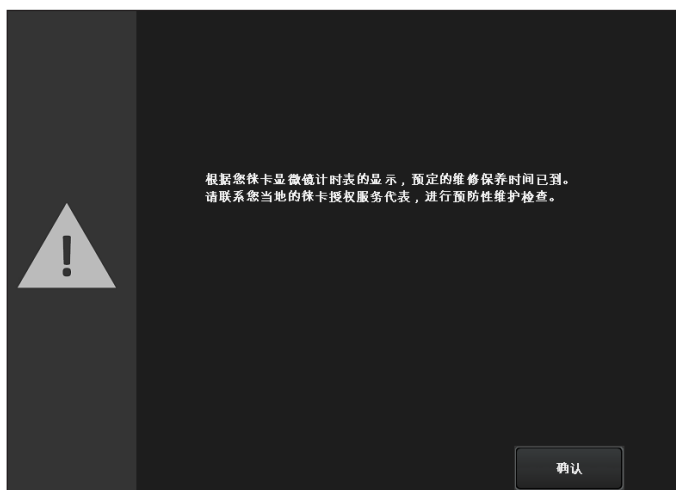 根据您徕卡显微镜计时表的显示，预定的维修保养时间已到。
请联系您当地的徕卡授权服务代表，进行预防性维护检查。
确认